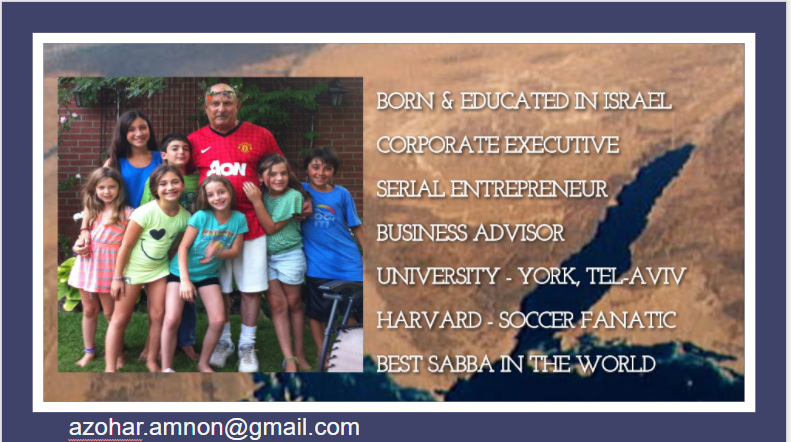 BORN & EDUCATED IN ISRAEL
CORPORATE EXECUTIVE
SERIAL ENTREPRENEUR
BUSINESS ADVISOR
UNIVERSITY - YORK, TEL-AVIV
HARVARD - SOCCER FANATIC
BEST SABBA IN THE WORLD
AON
azohar.amnon@gmail.com